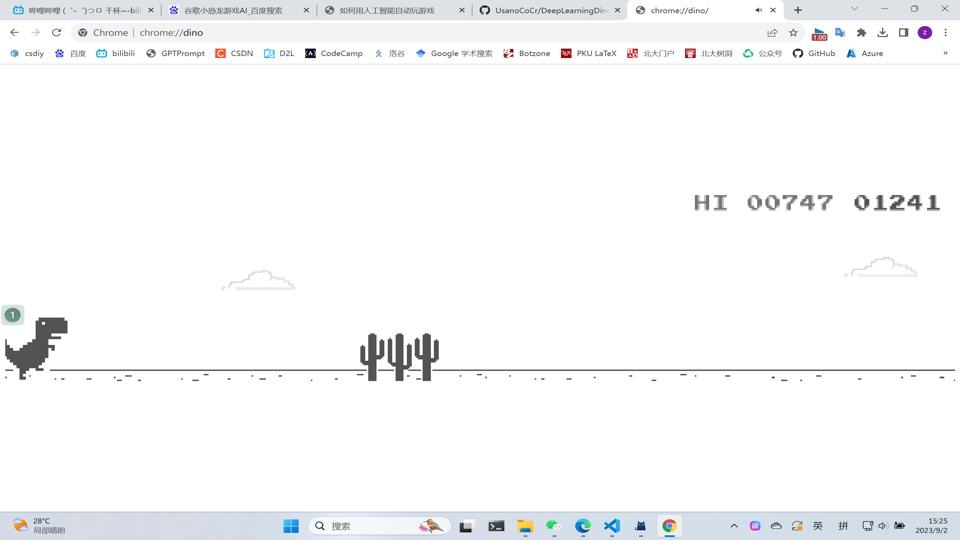 哔哩哔哩 (゜-゜)つロ 干杯~-bili
谷歌小恐龙游戏AI_百度搜索
如何用人工智能自动玩游戏
UsanoCoCr/DeepLearningDin
chrome://dino/
Chrome | chrome://dino
1.00
z
csdiy
百度
bilibili
GPTPrompt
CSDN
D2L
CodeCamp
洛谷
Google 学术搜索
Botzone
PKU LaTeX
北大门户
北大树洞
公众号
GitHub
Azure
»
HI 00747 01241
1
28°C
局部晴朗
搜索
英
拼
15:25
2023/9/2